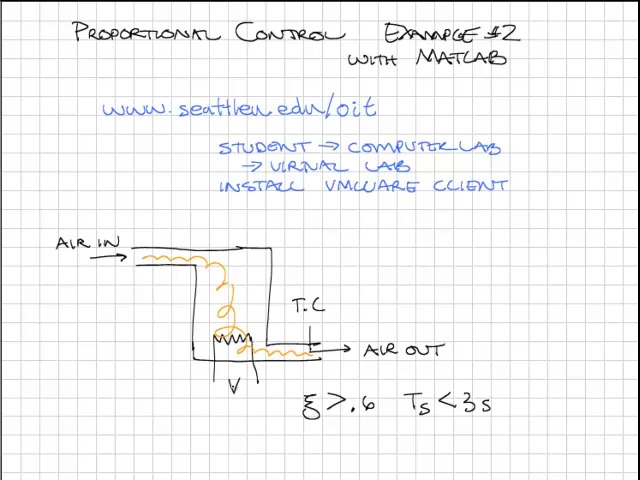 PROPORTIONAL CONTROL EXAMPLE #2
WITH MATLAB
www.seattleu.edu/oit
STUDENT → COMPUTER LAB
→ VIRNAL LAB
INSTALL VMWARE CLIENT
AIR IN
T.C
AIR OUT
V
ξ > .6 Ts < 3s